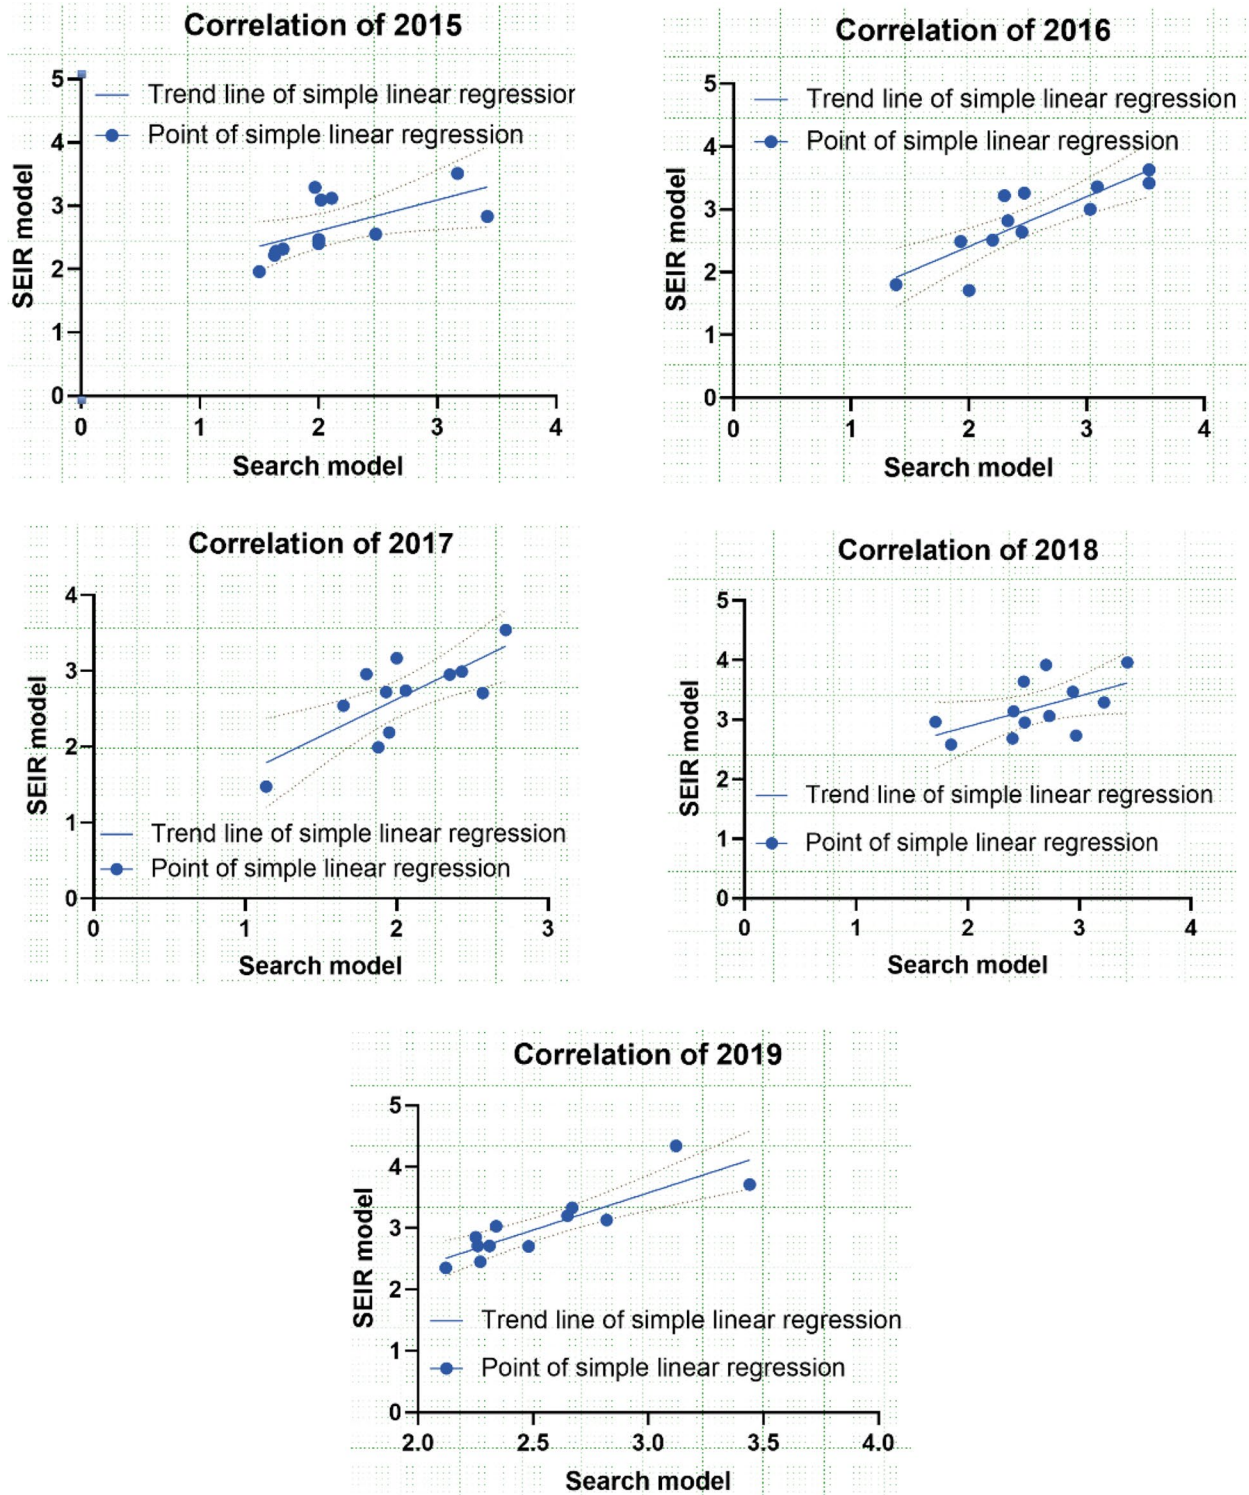 Correlation of 2015
5
Trend line of simple linear regressior
Point of simple linear regression
4
3
2
1
0
SEIR model
0 1 2 3 4
Search model
Correlation of 2016
5
Trend line of simple linear regression
4
Point of simple linear regression
3
2
1
0
SEIR model
0 1 2 3 4
Search model
Correlation of 2017
4
3
2
1
Trend line of simple linear regression
Point of simple linear regression
0
SEIR model
0 1 2 3
Search model
Correlation of 2018
5
4
3
2
Trend line of simple linear regression
1
Point of simple linear regression
0
SEIR model
0 1 2 3 4
Search model
Correlation of 2019
5
4
3
2
Trend line of simple linear regression
1
Point of simple linear regression
0
SEIR model
2.0 2.5 3.0 3.5 4.0
Search model